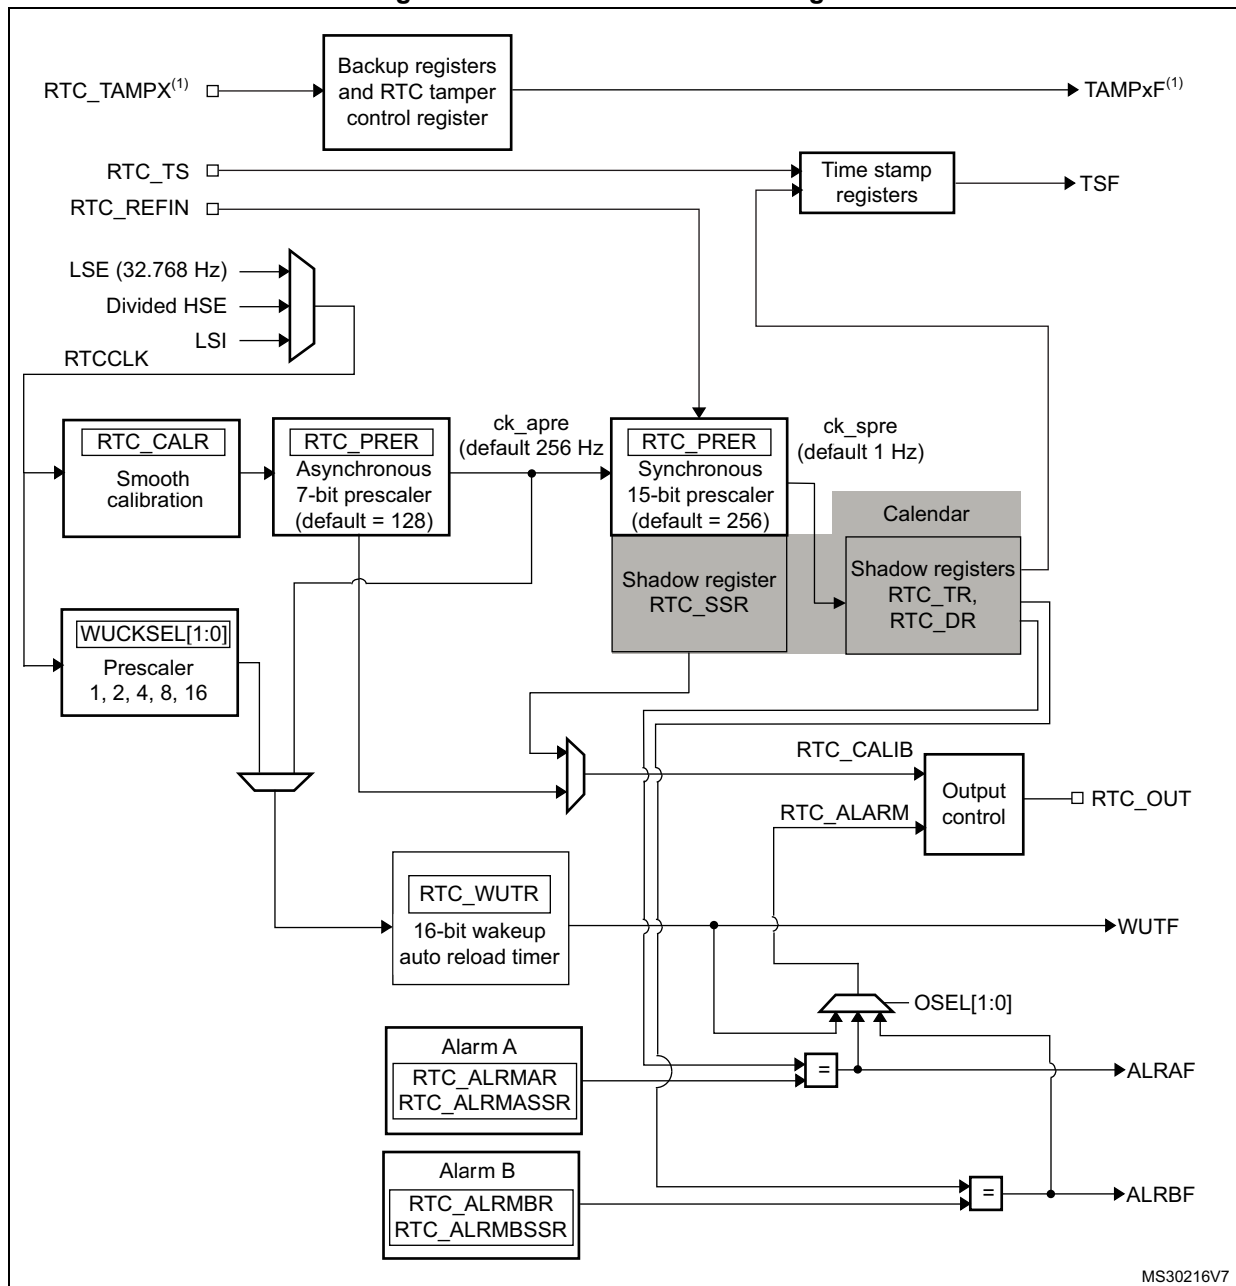 RTC_TAMPX(1)
Backup registers
and RTC tamper
control register
TAMPxF(1)
RTC_TS
Time stamp
registers
TSF
RTC_REFIN
LSE (32.768 Hz)
Divided HSE
LSI
RTCCLK
RTC_CALR
Smooth
calibration
RTC_PRER
Asynchronous
7-bit prescaler
(default = 128)
ck_apre
(default 256 Hz
RTC_PRER
Synchronous
15-bit prescaler
(default = 256)
ck_spre
(default 1 Hz)
Calendar
Shadow register
RTC_SSR
Shadow registers
RTC_TR,
RTC_DR
WUCKSEL[1:0]
Prescaler
1, 2, 4, 8, 16
RTC_CALIB
RTC_ALARM
Output
control
RTC_OUT
RTC_WUTR
16-bit wakeup
auto reload timer
WUTF
OSEL[1:0]
Alarm A
RTC_ALRMAR
RTC_ALRMASSR
=
ALRAF
Alarm B
RTC_ALRMBR
RTC_ALRMBSSR
=
ALRBF
MS30216V7